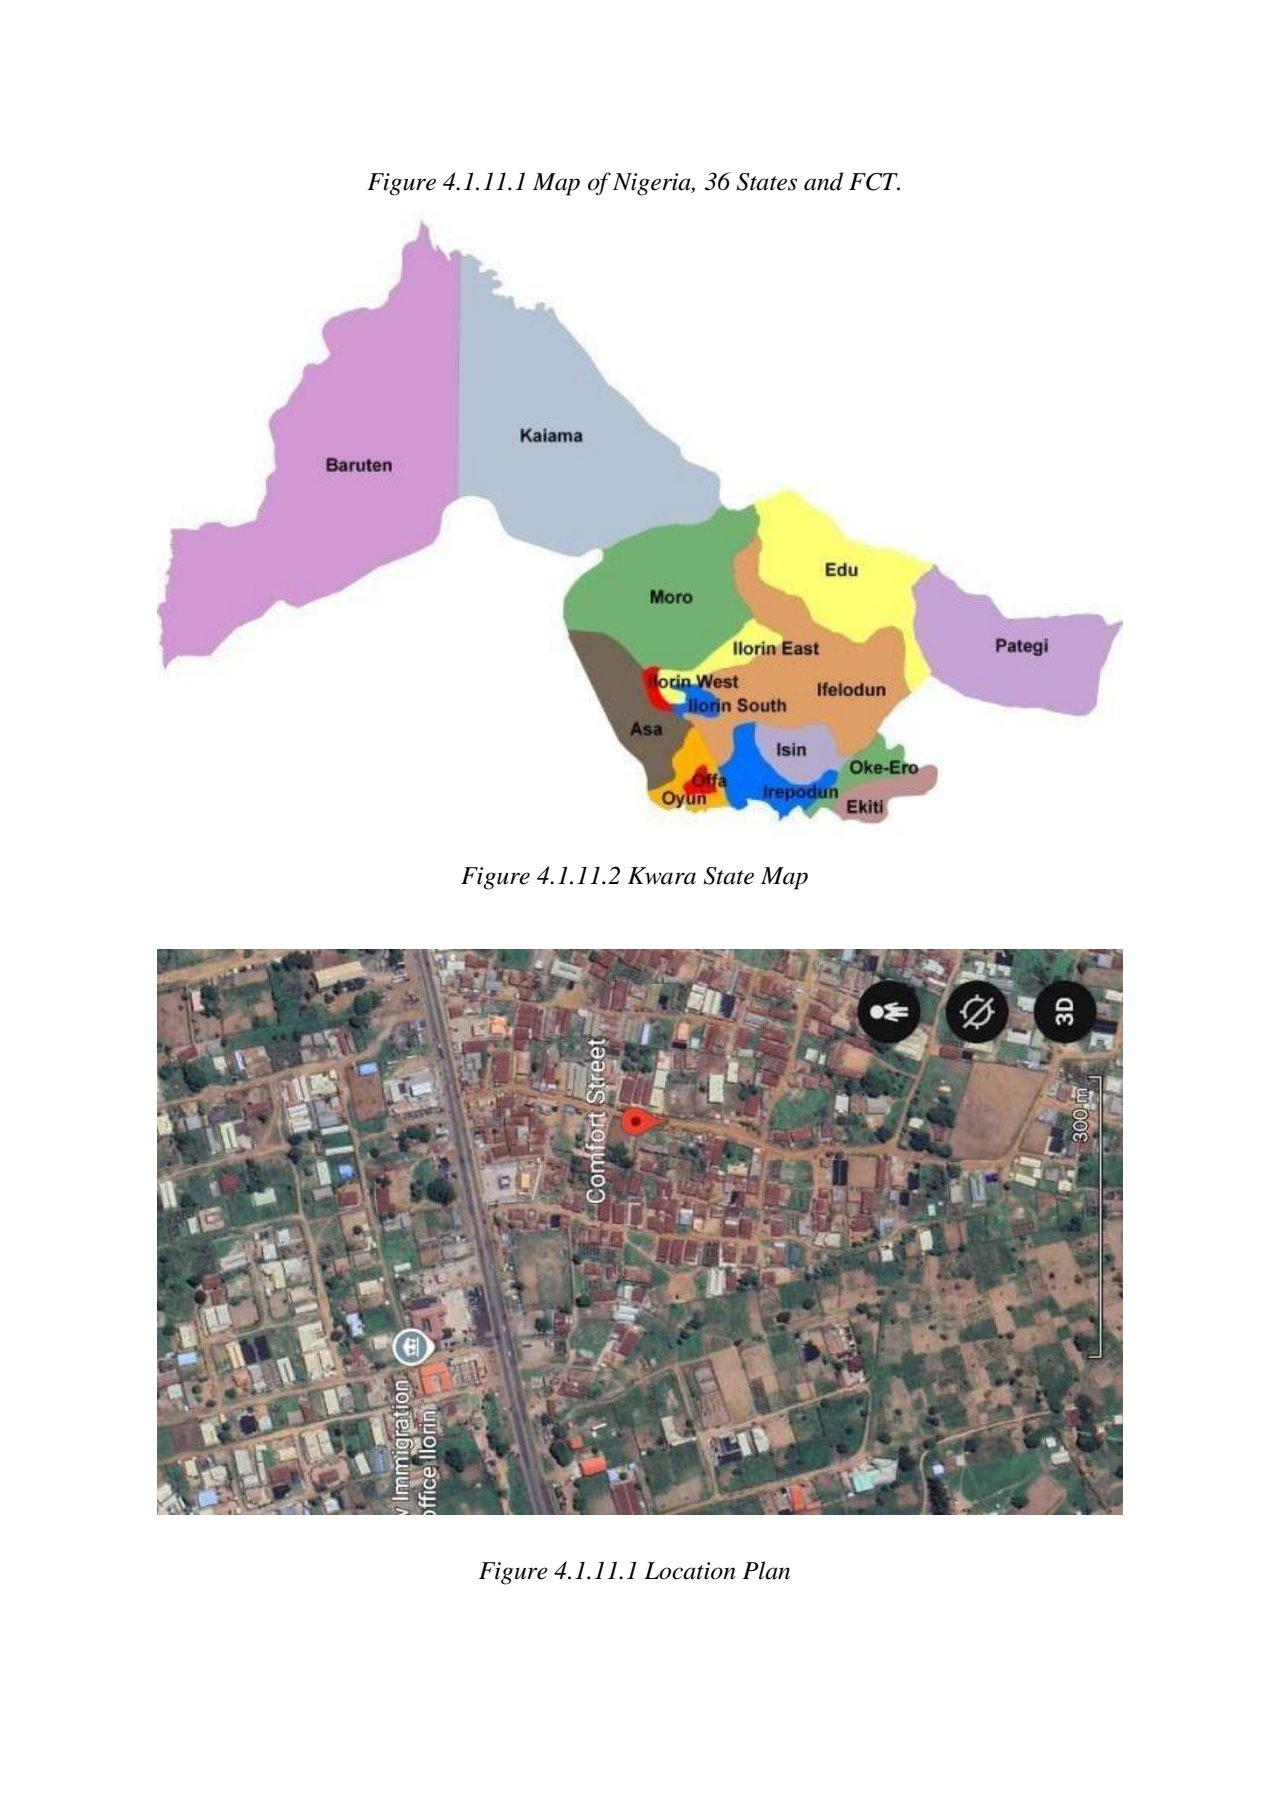 Figure 4.1.11.1 Map of Nigeria, 36 States and FCT.
Baruten
Kaiama
Moro
Edu
Pategi
Ilorin East
Ilorin West
Ifelodun
Ilorin South
Asa
Isin
Oke-Ero
Offa
Oyun
Irepodun
Ekiti
Figure 4.1.11.2 Kwara State Map
3D
300 m
Comfort Street
Immigration
office Ilorin
Figure 4.1.11.1 Location Plan